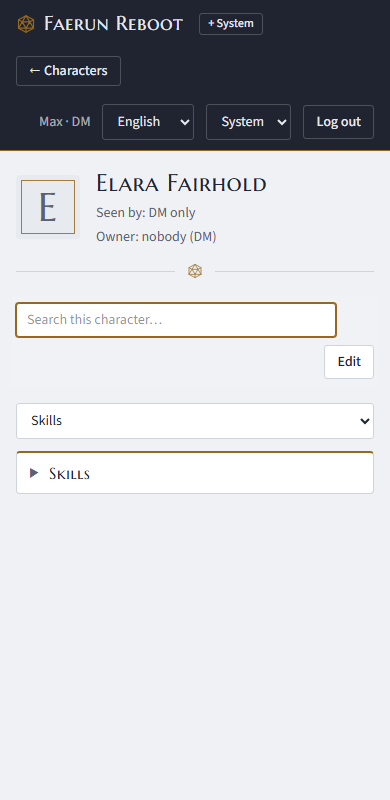 Faerun Reboot
+ System
← Characters
Max · DM
English
System
Log out
E
Elara Fairhold
Seen by: DM only
Owner: nobody (DM)
Search this character…
Edit
Skills
Skills